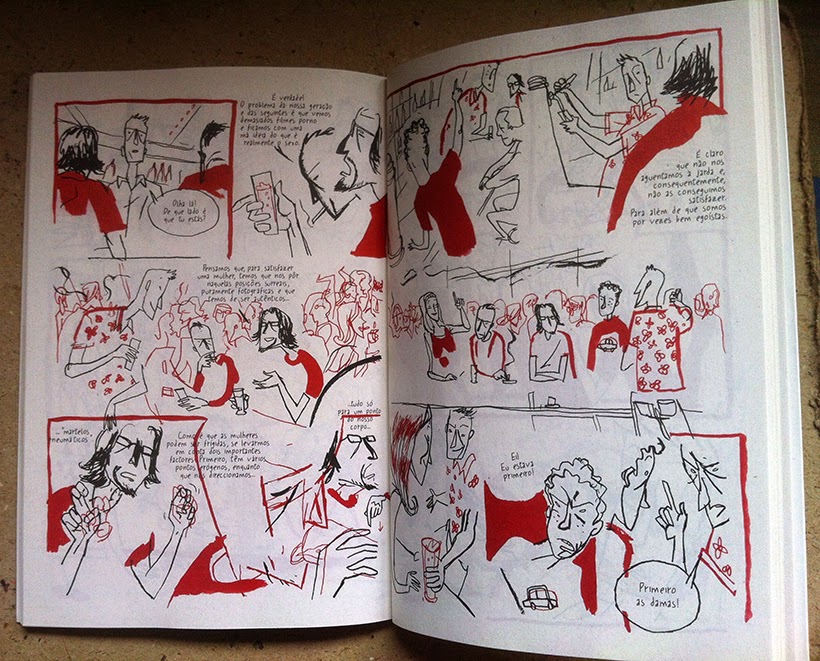 Olha lá!
De que lado é
que tu estás?
É verdade!
O problema da nossa geração
e das seguintes é que vemos
demasiados filmes porno
e ficamos com uma
má ideia do que é
realmente o sexo.
Pensamos que, para satisfazer
uma mulher, temos que nos pôr
naquelas posições surreais,
puramente fotográficas e que
temos de ser autênticos...
... "martelos
pneumáticos".
Como é que as mulheres
podem ser frígidas, se levarmos
em conta dois importantes
factores: Primeiro, têm vários
pontos erógenos, enquanto
que nós direccionamos...
...tudo só
para um ponto
do nosso
corpo...
É claro
que não nos
aguentamos à jarda e,
consequentemente,
não as conseguimos
satisfazer.
Para além de que somos
por vezes bem egoístas.
Ei!
Eu estava
primeiro!
Primeiro
as damas!